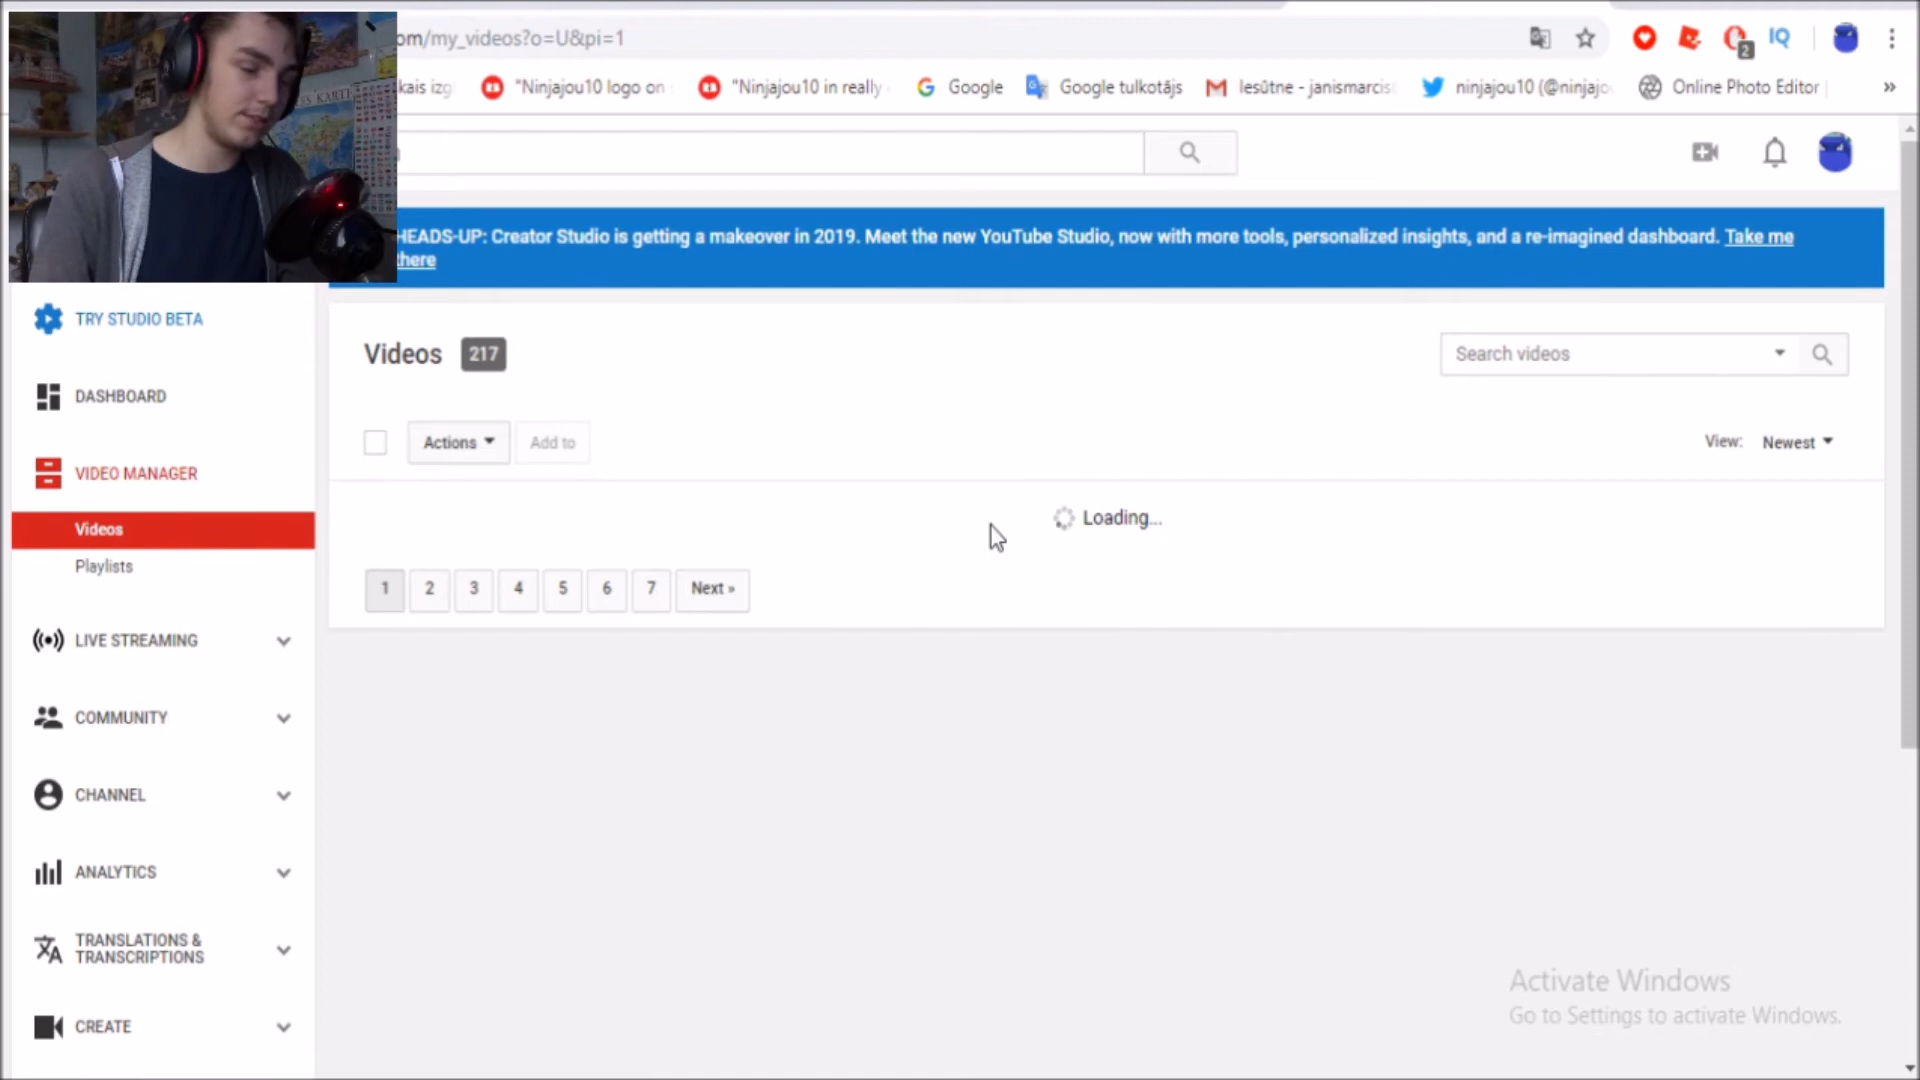 om/my_videos?o=U&pi=1
2
IQ
kais izg
"Ninjajou10 logo on
"Ninjajou10 in really
Google
Google tulkotājs
Iesūtne - janismarcis
ninjajou10 (@ninjajo
Online Photo Editor
»
HEADS-UP: Creator Studio is getting a makeover in 2019. Meet the new YouTube Studio, now with more tools, personalized insights, and a re-imagined dashboard. Take me
there
TRY STUDIO BETA
Videos 217
Search videos
DASHBOARD
Actions
Add to
View: Newest
VIDEO MANAGER
Loading...
Videos
Playlists
1 2 3 4 5 6 7 Next »
LIVE STREAMING
COMMUNITY
CHANNEL
ANALYTICS
TRANSLATIONS &
TRANSCRIPTIONS
CREATE
Activate Windows
Go to Settings to activate Windows.